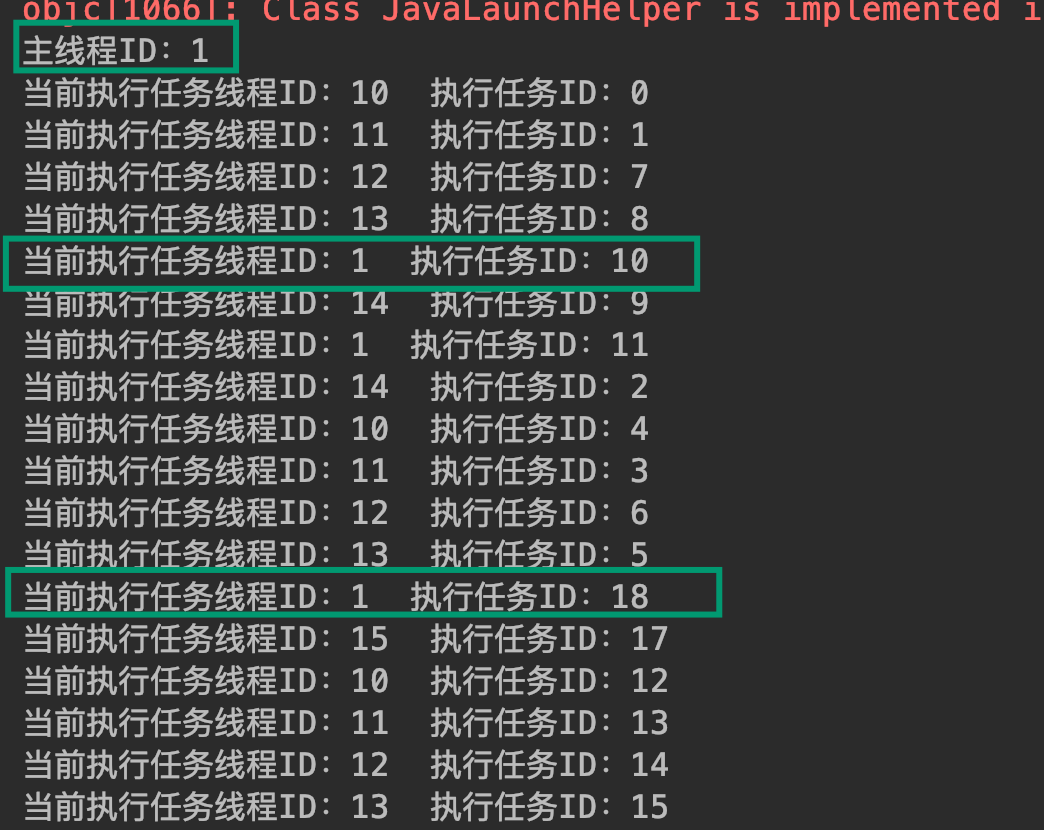 objc[1066]: Class JavaLaunchHelper is implemented i
主线程ID: 1
当前执行任务线程ID: 10  执行任务ID: 0
当前执行任务线程ID: 11  执行任务ID: 1
当前执行任务线程ID: 12  执行任务ID: 7
当前执行任务线程ID: 13  执行任务ID: 8
当前执行任务线程ID: 1  执行任务ID: 10
当前执行任务线程ID: 14  执行任务ID: 9
当前执行任务线程ID: 1  执行任务ID: 11
当前执行任务线程ID: 14  执行任务ID: 2
当前执行任务线程ID: 10  执行任务ID: 4
当前执行任务线程ID: 11  执行任务ID: 3
当前执行任务线程ID: 12  执行任务ID: 6
当前执行任务线程ID: 13  执行任务ID: 5
当前执行任务线程ID: 1  执行任务ID: 18
当前执行任务线程ID: 15  执行任务ID: 17
当前执行任务线程ID: 10  执行任务ID: 12
当前执行任务线程ID: 11  执行任务ID: 13
当前执行任务线程ID: 12  执行任务ID: 14
当前执行任务线程ID: 13  执行任务ID: 15